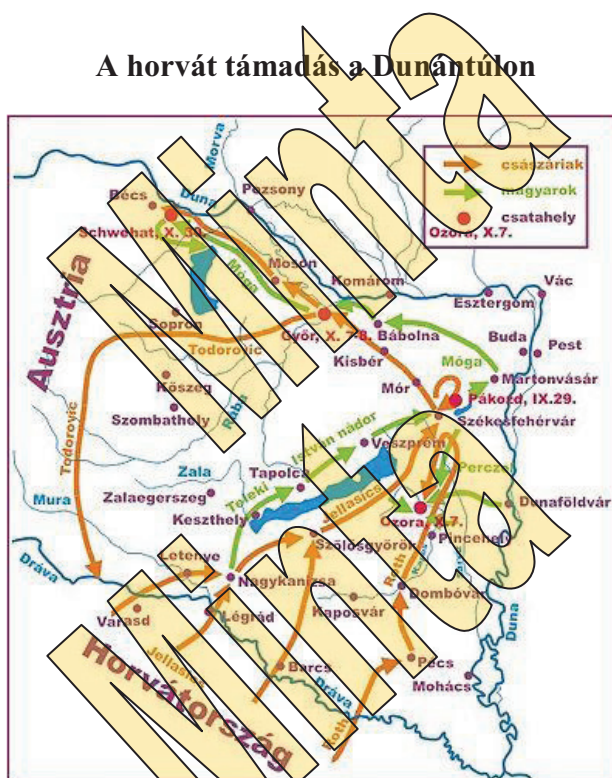 A horvát támadás a Dunántúlon
Minta
Minta
császáriak
magyarok
csatahely
Ozora, X.7.
Morva
Bécs
Duna
Pozsony
Schwehat, X. 30.
Móga
Moson
Komárom
Esztergom
Vác
Ausztria
Sopron
Todorovic
Győr, X. 7-8.
Bábolna
Kisbér
Buda
Pest
Móga
Mártonvásár
Kőszeg
Mór
Pákozd, IX.29.
Szombathely
Rába
Székesfehérvár
István nádor
Veszprém
Todorovic
Perczel
Zala
Tapolca
Teleki
Jellasics
Mura
Zalaegerszeg
Keszthely
Ozora, X.7.
Dunaföldvár
Szőlősgyörök
Pincehely
Letenye
Roth
Dráva
Nagykanizsa
Dombóvár
Duna
Varasd
Légrád
Kaposvár
Jellasics
Barcs
Pécs
Mohács
Horvátország
Dráva
Roth